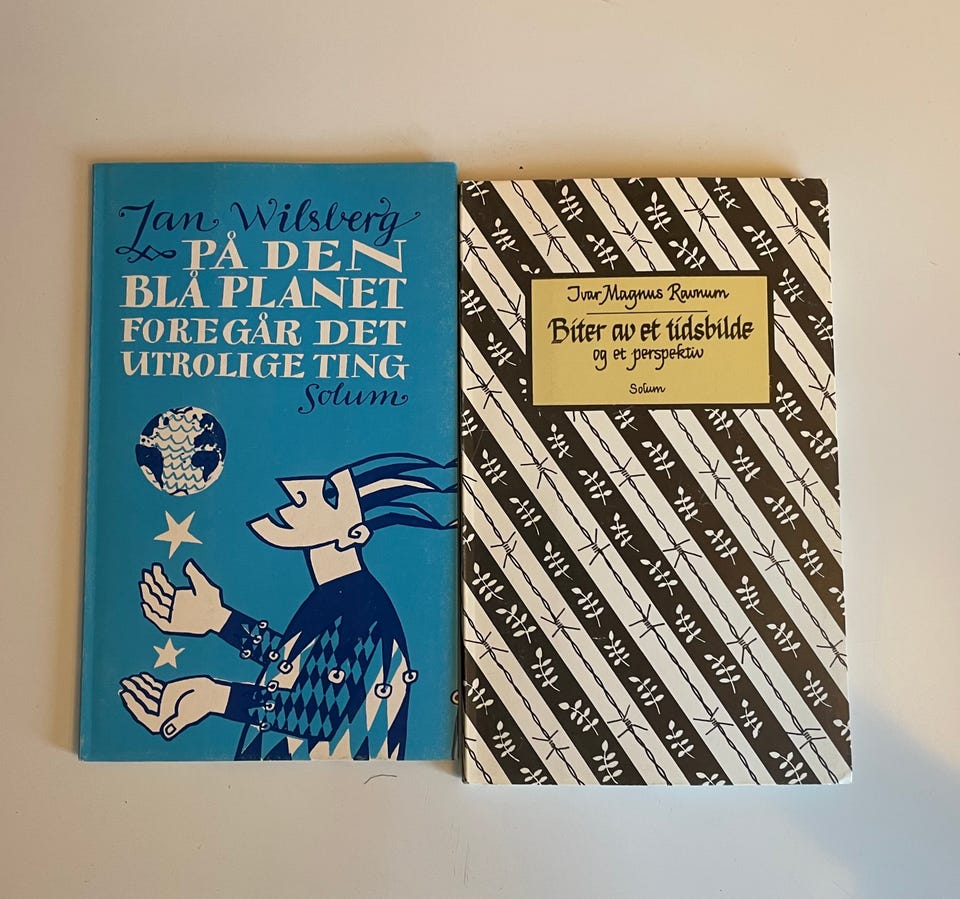 Jan Wilsberg
PÅ DEN
BLÅ PLANET
FOREGÅR DET
UTROLIGE TING
Solum
Ivar Magnus Ravnum
Biter av et tidsbilde
og et perspektiv
Solum